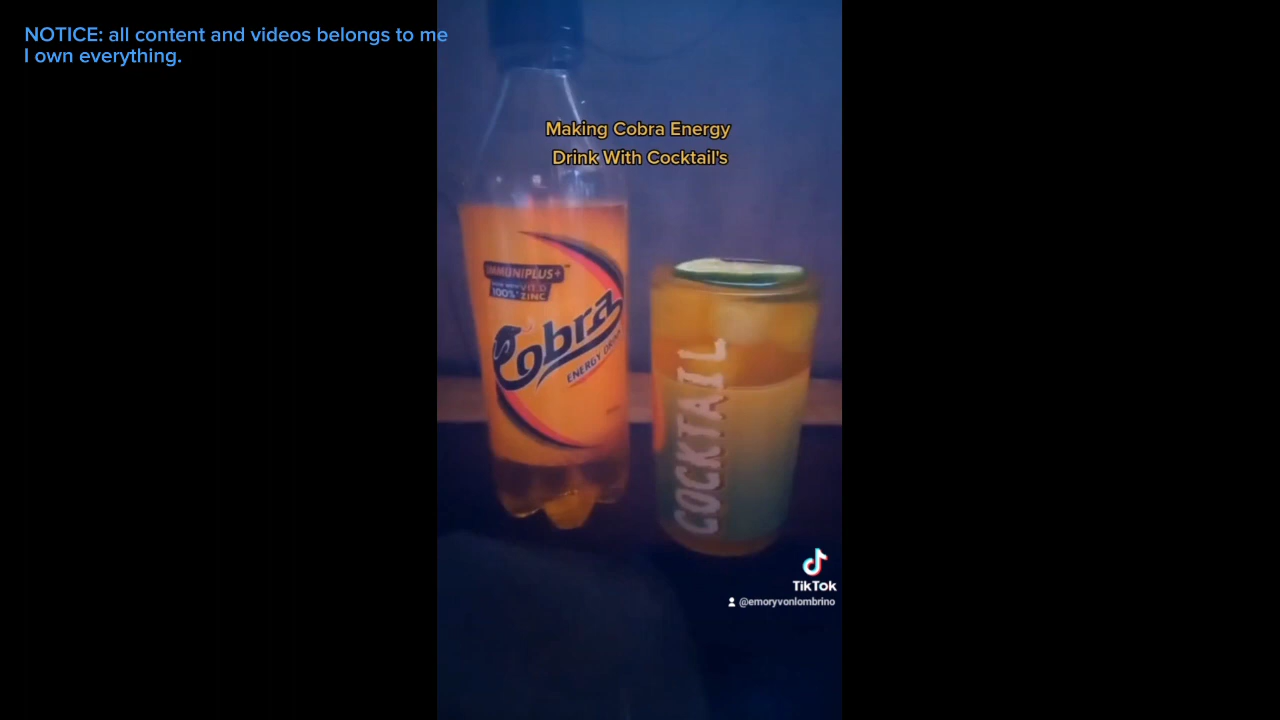 NOTICE: all content and videos belongs to me
I own everything.
Making Cobra Energy
Drink With Cocktail's
IMMUNIPLUS+
100% ZINC
Cobra
ENERGY DRINK
COCKTAIL
TikTok
@emoryvonlombrino